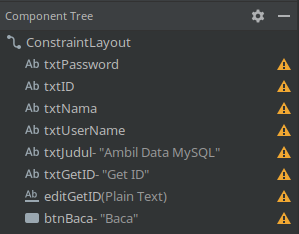 Component Tree
ConstraintLayout
Ab txtPassword
Ab txtID
Ab txtNama
Ab txtUserName
Ab txtJudul- "Ambil Data MySQL"
Ab txtGetID- "Get ID"
Ab editGetID(Plain Text)
btnBaca- "Baca"